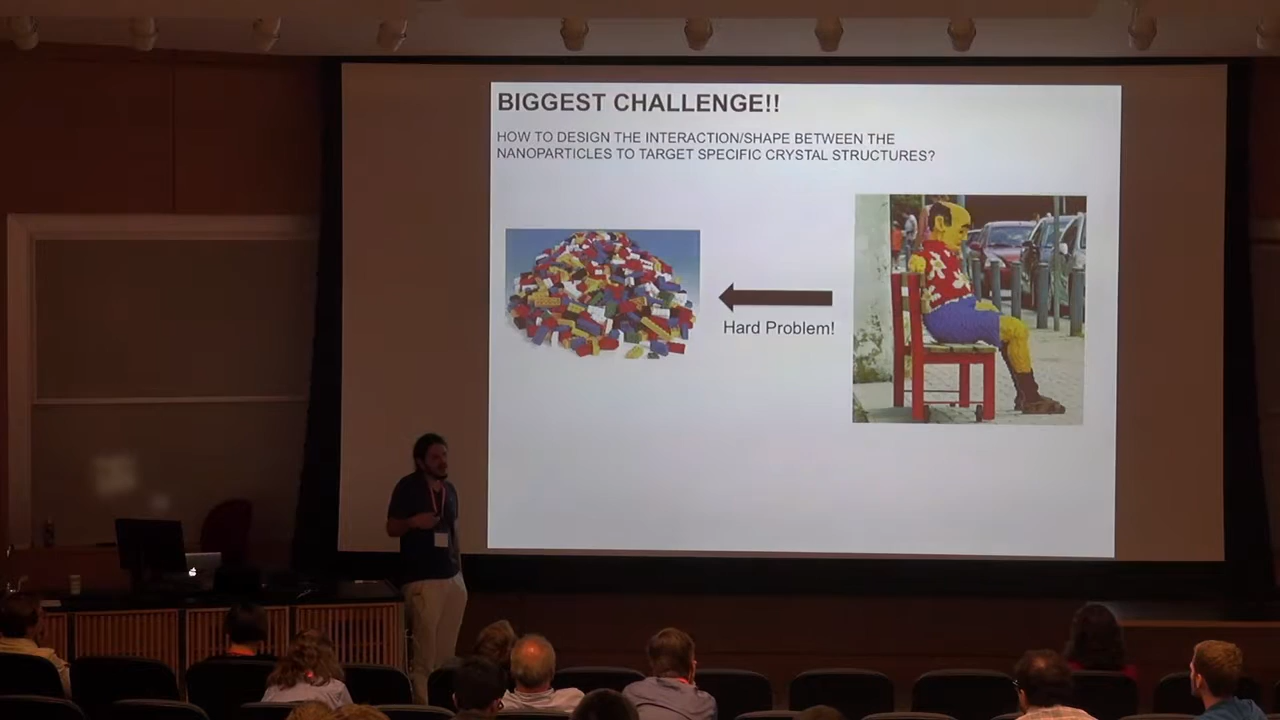 BIGGEST CHALLENGE!!
HOW TO DESIGN THE INTERACTION/SHAPE BETWEEN THE
NANOPARTICLES TO TARGET SPECIFIC CRYSTAL STRUCTURES?
Hard Problem!